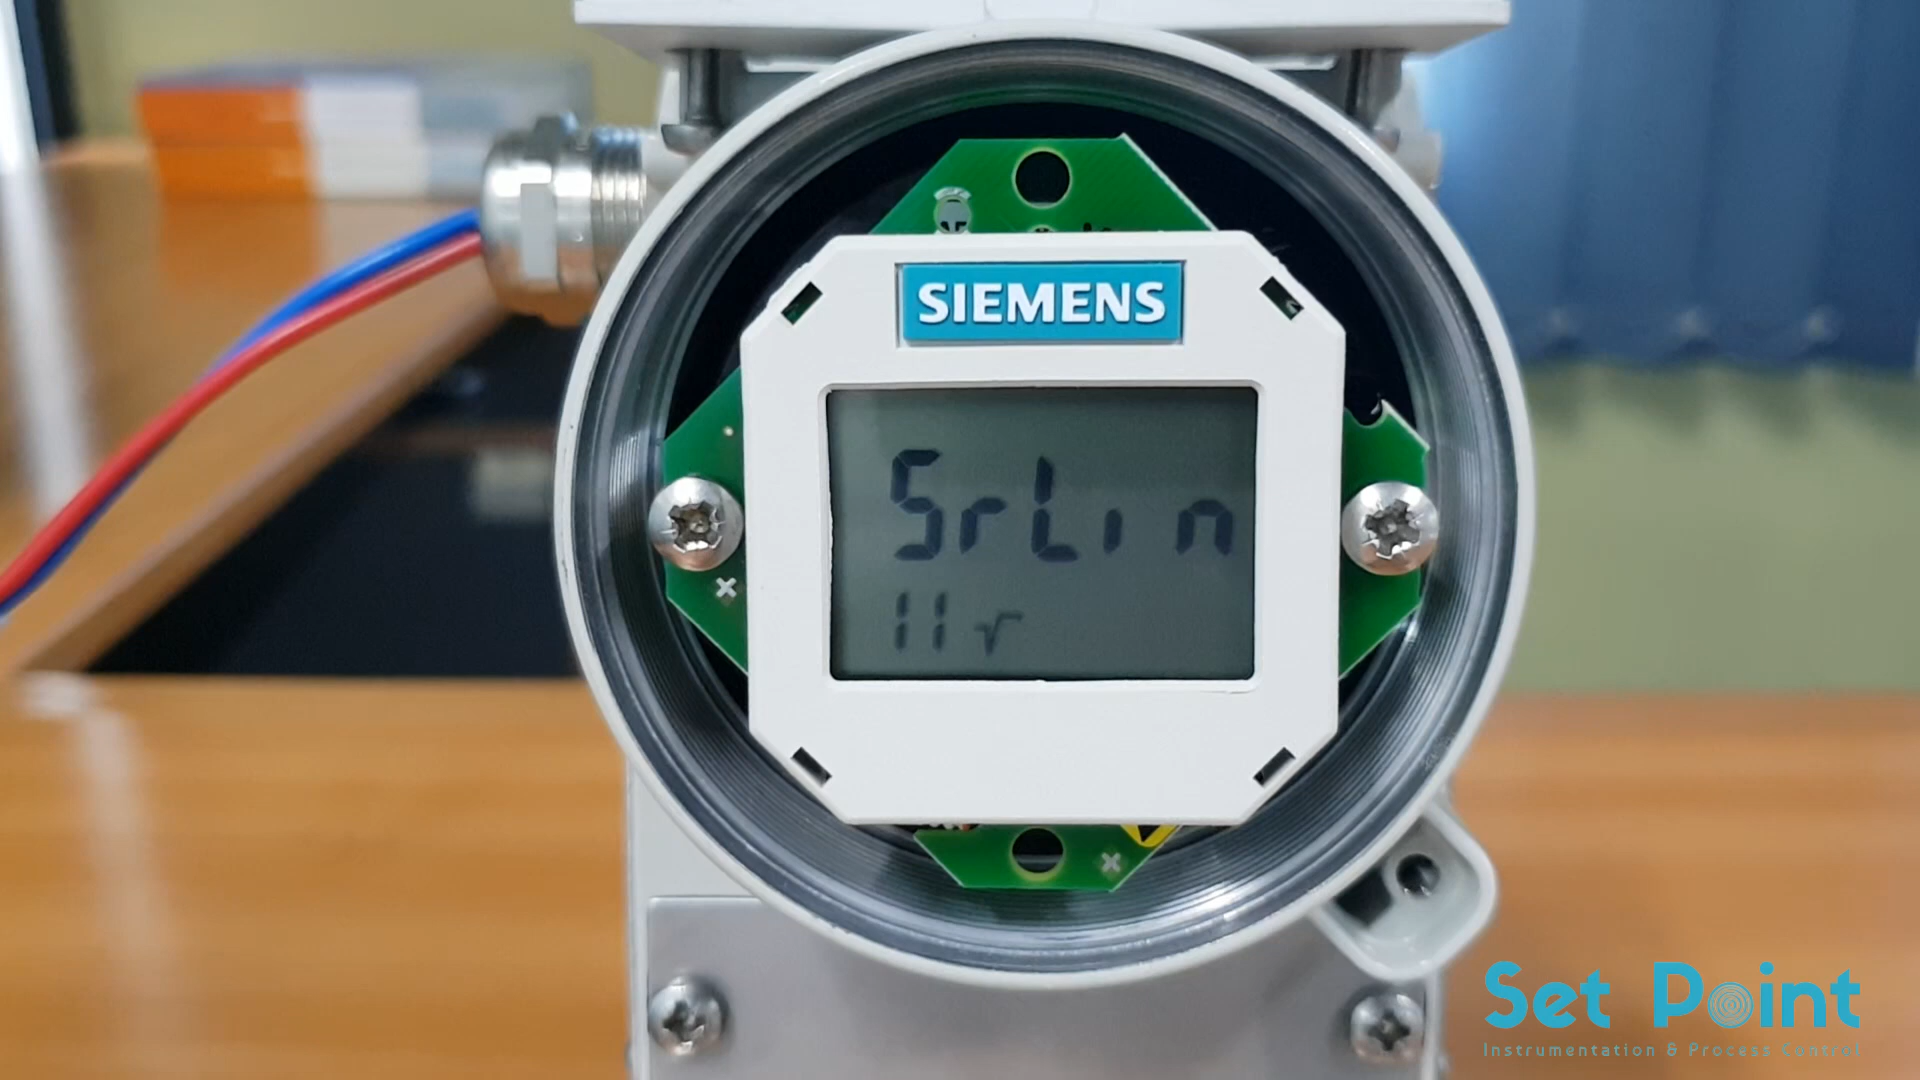 SIEMENS
SrLin
11 √
Set Point
Instrumentation & Process Control